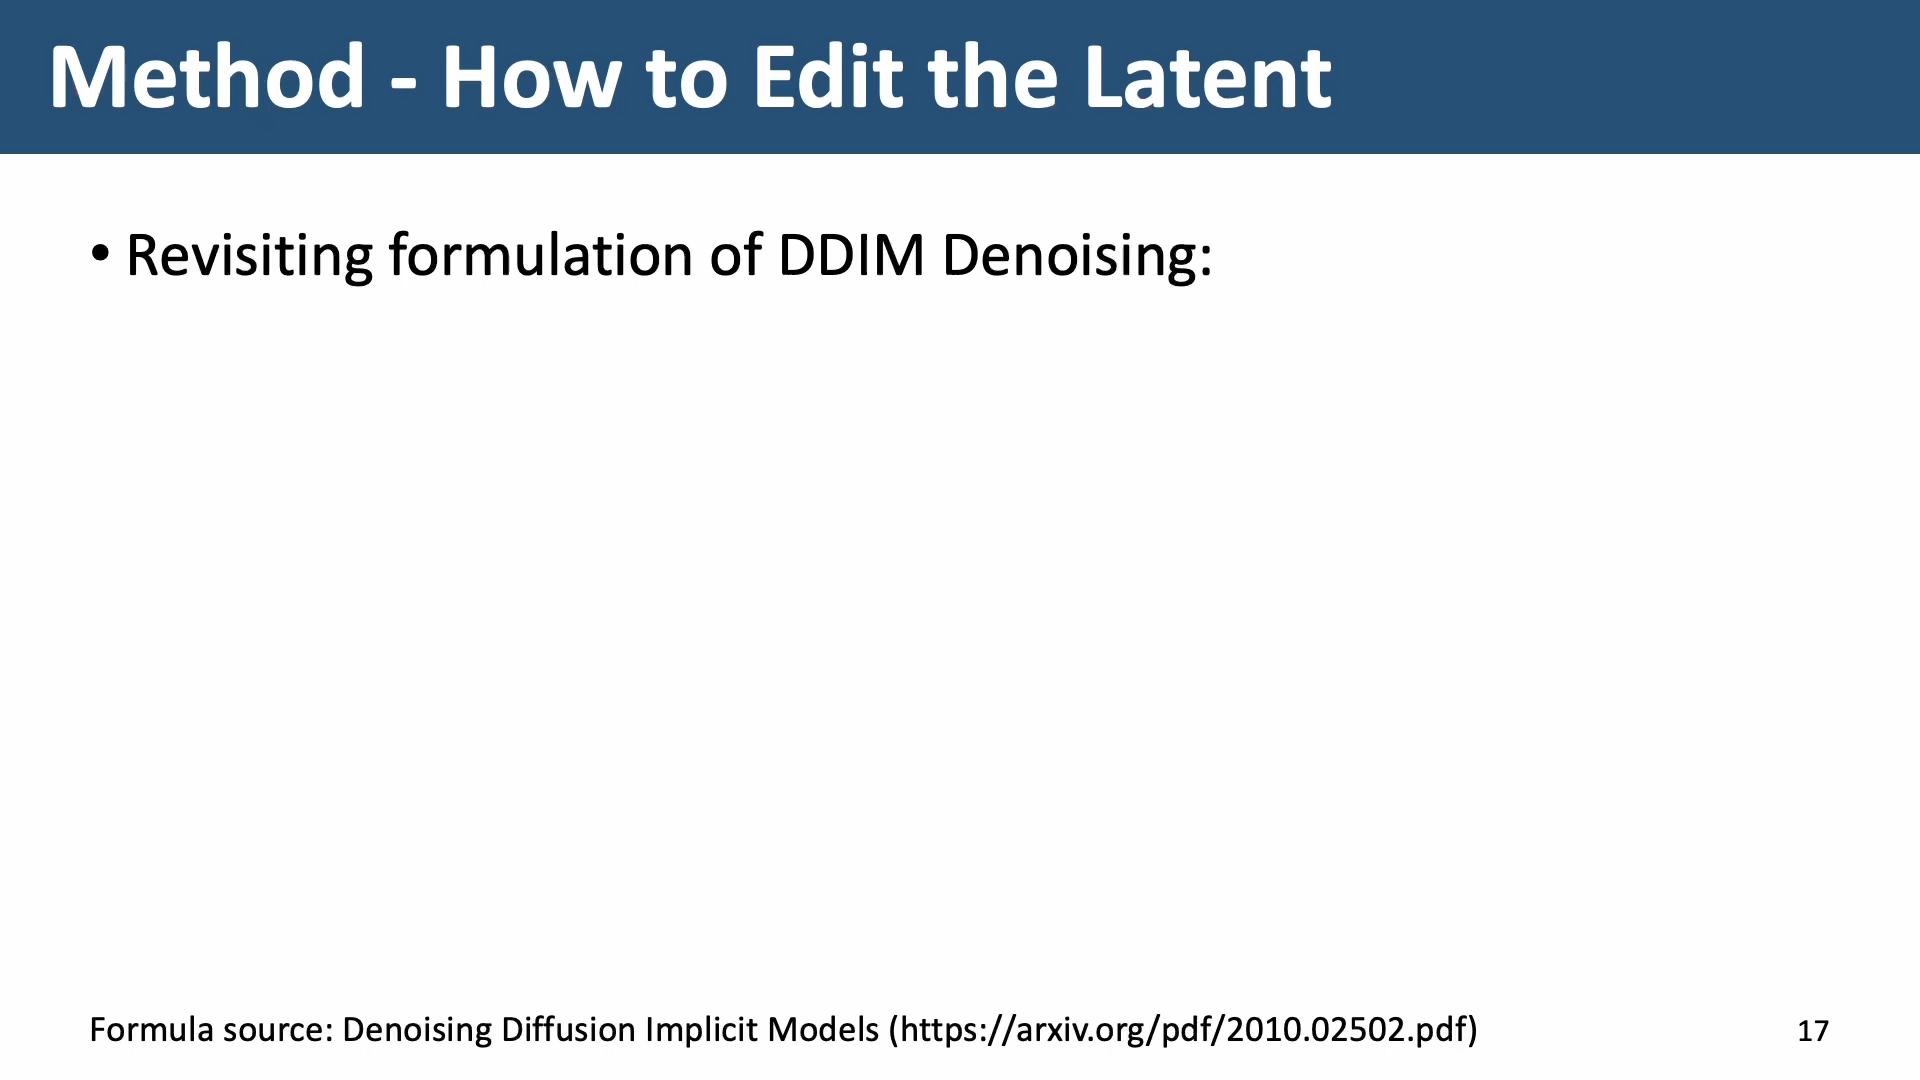 Method - How to Edit the Latent
• Revisiting formulation of DDIM Denoising:
Formula source: Denoising Diffusion Implicit Models (https://arxiv.org/pdf/2010.02502.pdf)
17